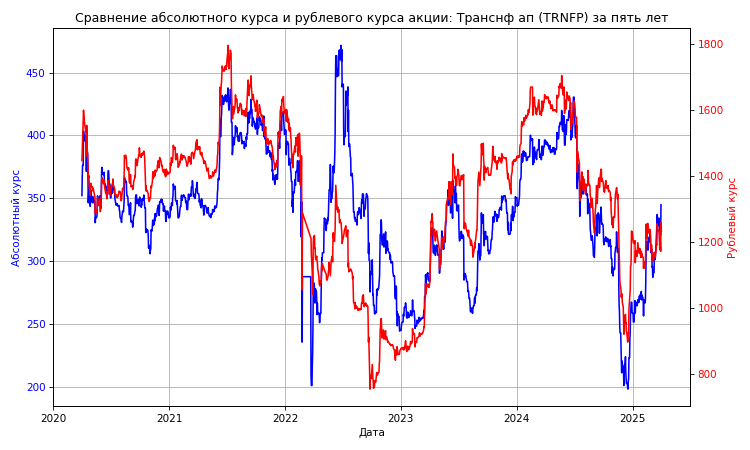 Сравнение абсолютного курса и рублевого курса акции: Транснф ап (TRNFP) за пять лет
Абсолютный курс
450
400
350
300
250
200
1800
1600
1400
1200
1000
800
Рублевый курс
2020 2021 2022 2023 2024 2025
Дата